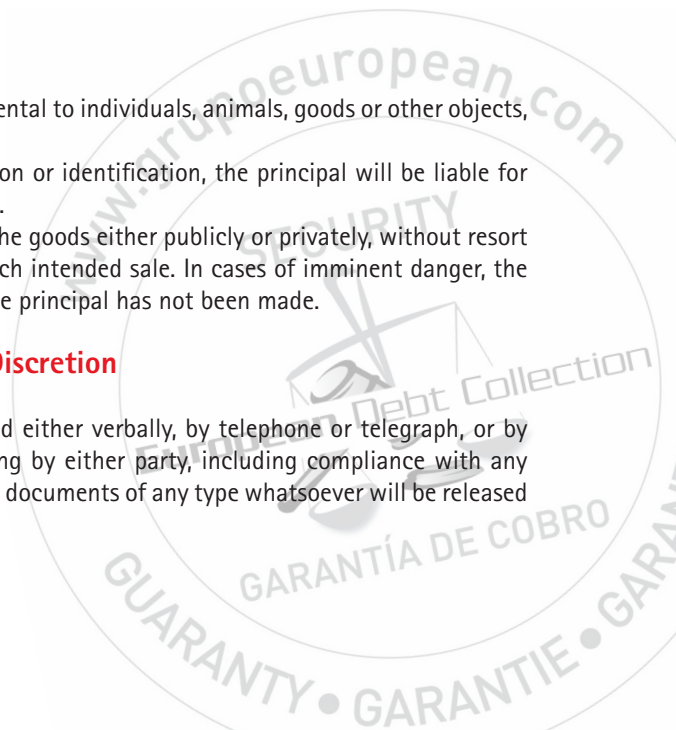 ental to individuals, animals, goods or other objects,
on or identification, the principal will be liable for
.
he goods either publicly or privately, without resort
ch intended sale. In cases of imminent danger, the
e principal has not been made.
Discretion
d either verbally, by telephone or telegraph, or by
ng by either party, including compliance with any
documents of any type whatsoever will be released
www.grupoeuropean.com
SECURITY
European Debt Collection
GARANTÍA DE COBRO
GUARANTY • GARANTIE • GARAN